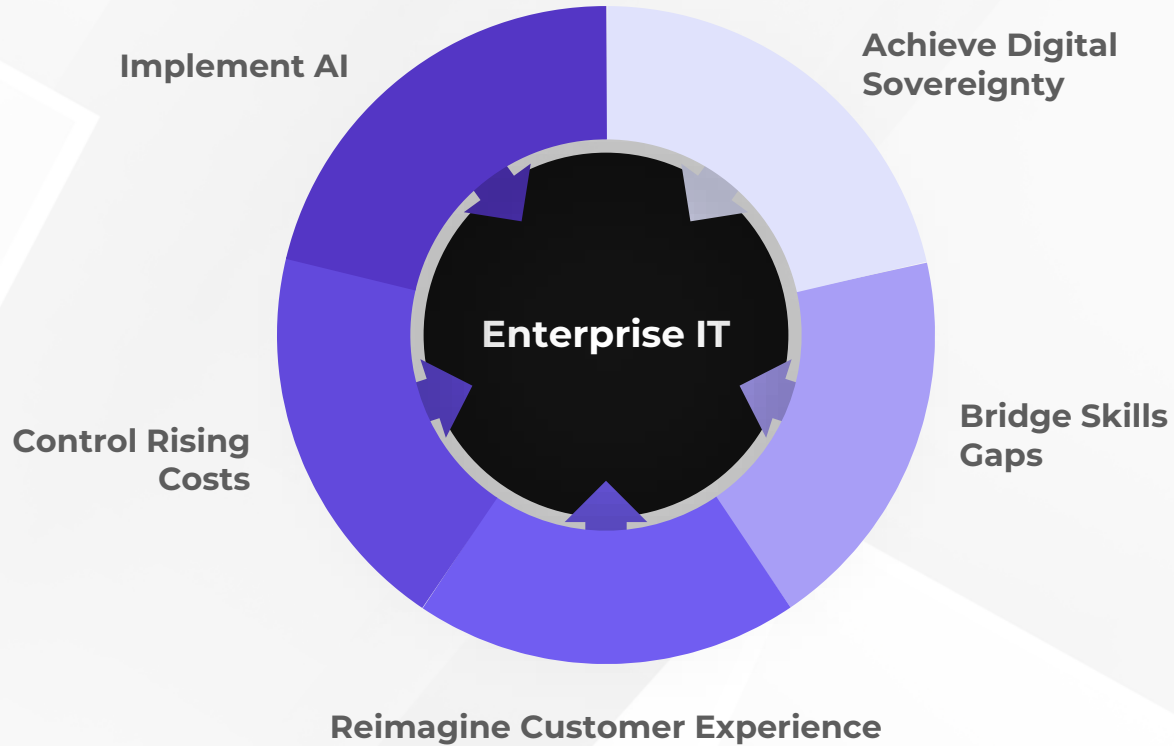 Implement AI
Achieve Digital
Sovereignty
Enterprise IT
Control Rising
Costs
Bridge Skills
Gaps
Reimagine Customer Experience